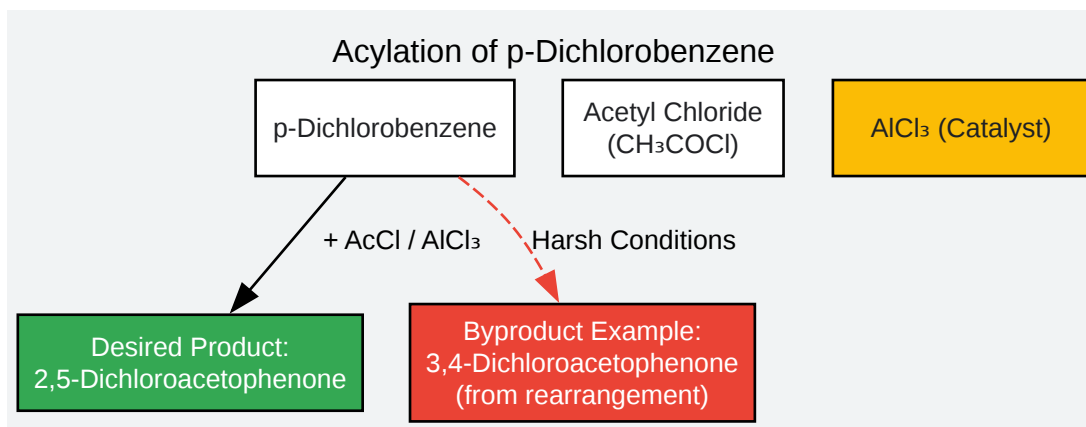 Acylation of p-Dichlorobenzene
p-Dichlorobenzene
Acetyl Chloride
(CH₃COCl)
AlCl₃ (Catalyst)
+ AcCl / AlCl₃
Harsh Conditions
Desired Product:
2,5-Dichloroacetophenone
Byproduct Example:
3,4-Dichloroacetophenone
(from rearrangement)